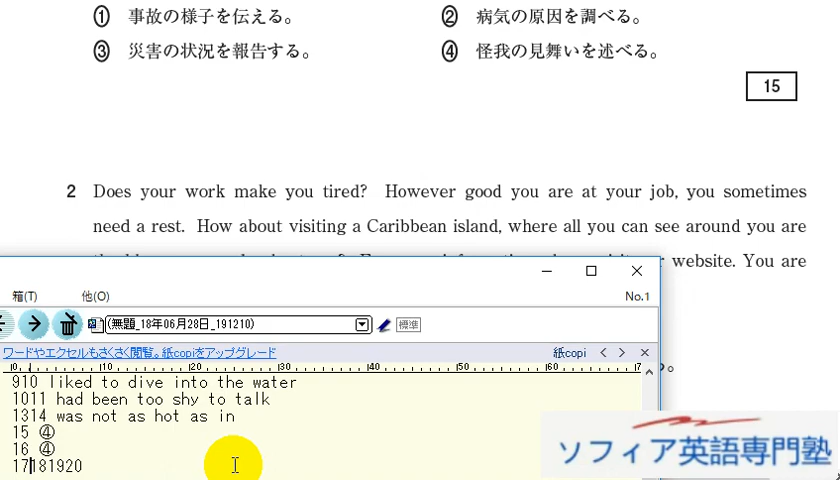 ① 事故の様子を伝える。 ② 病気の原因を調べる。
③ 災害の状況を報告する。 ④ 怪我の見舞いを述べる。
15
2 Does your work make you tired? However good you are at your job, you sometimes
need a rest. How about visiting a Caribbean island, where all you can see around you are
website. You are
箱(T) 他(O) No.1
(無題_18年06月28日_191210) 標準
ワードやエクセルもさくさく閲覧。紙copiをアップグレード 紙copi
0 10 20 30 40 50 60 7
910 liked to dive into the water
1011 had been too shy to talk
1314 was not as hot as in
15 ④
16 ④
17181920
ソフィア英語専門塾